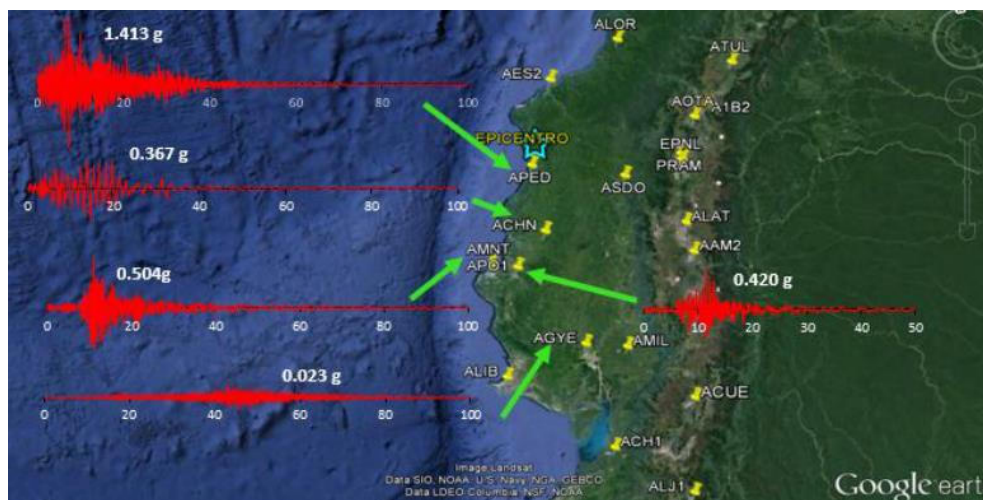 1.413 g
0 20 40 60 80 100
0.367 g
0 20 40 60 80 100
0.504g
0 20 40 60 80 100
0.023 g
0 20 40 60 80 100
0.420 g
0 10 20 30 40 50
ALOR
ATUL
AES2
AOTA
A1B2
EPICENTRO
EPNL
PRAM
APED
ASDO
ACHN
ALAT
AMNT
APO1
AAM2
AGYE
AMIL
ALIB
ACUE
ACH1
ALJ1
Image Landsat
Data SIO, NOAA, U.S. Navy, NGA, GEBCO
Data LDEO-Columbia, NSF, NOAA
Google eart